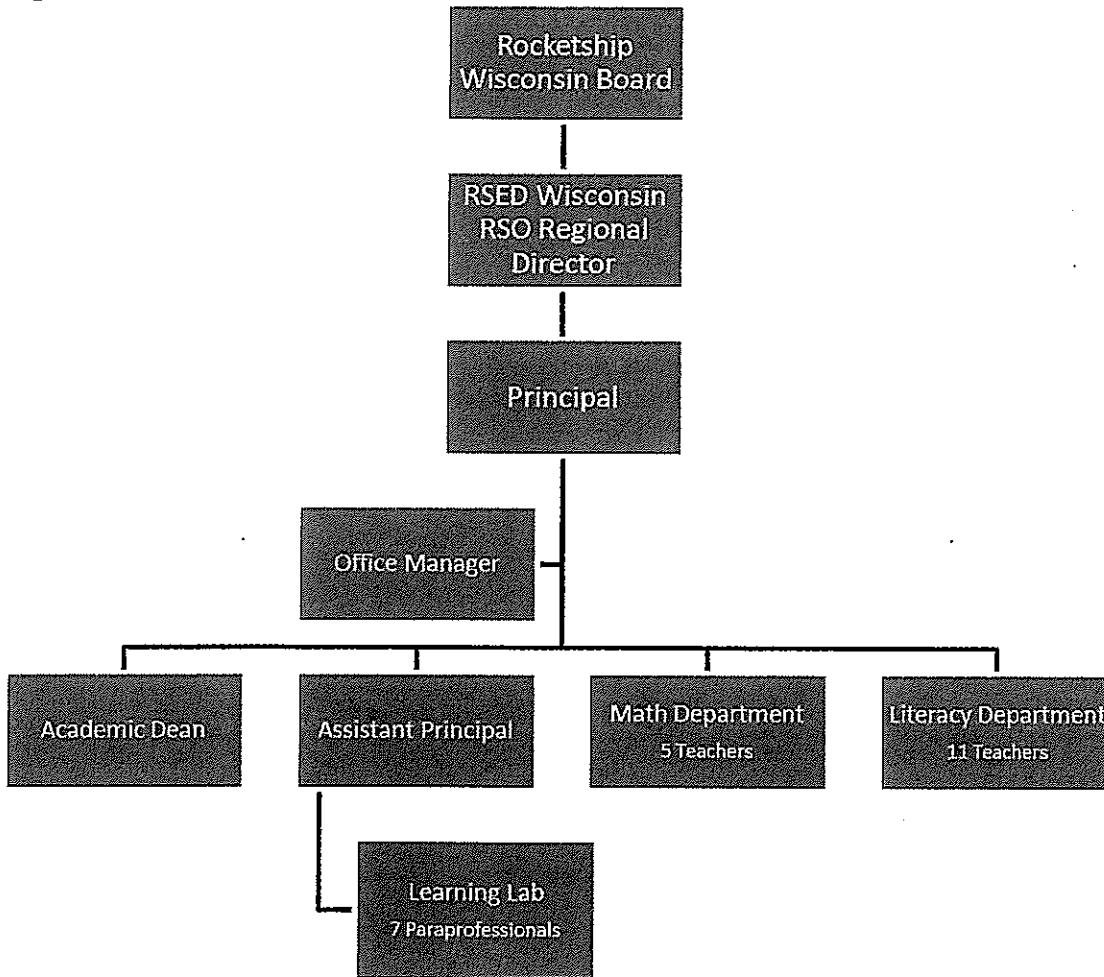 Rocketship
Wisconsin Board
RSED Wisconsin
RSO Regional
Director
Principal
Office Manager
Academic Dean
Assistant Principal
Math Department
5 Teachers
Literacy Department
11 Teachers
Learning Lab
7 Paraprofessionals